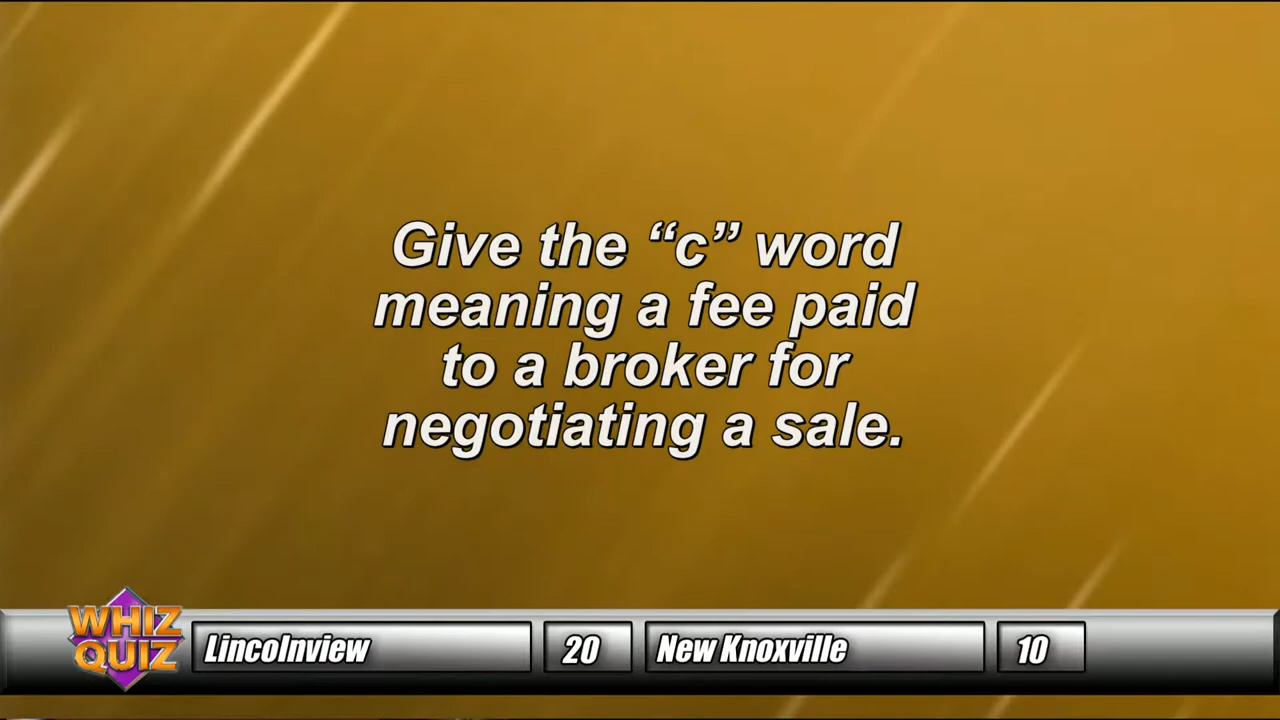 Give the “c” word
meaning a fee paid
to a broker for
negotiating a sale.
WHIZ
QUIZ
Lincolnview
20
New Knoxville
10